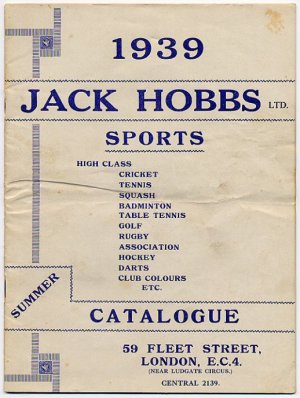 1939
JACK HOBBS LTD.
SPORTS
HIGH CLASS
CRICKET
TENNIS
SQUASH
BADMINTON
TABLE TENNIS
GOLF
RUGBY
ASSOCIATION
HOCKEY
DARTS
CLUB COLOURS
ETC.
SUMMER
CATALOGUE
59 FLEET STREET,
LONDON, E.C.4.
(NEAR LUDGATE CIRCUS.)
CENTRAL 2139.